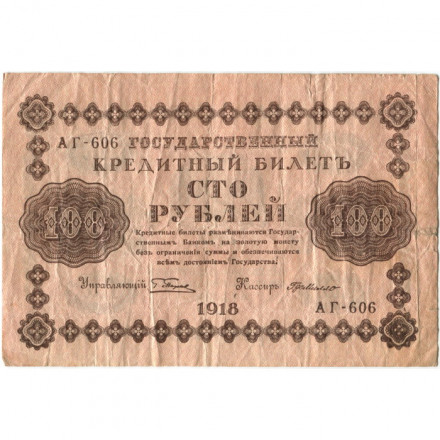 АГ-606 ГОСУДАРСТВЕННЫЙ
КРЕДИТНЫЙ БИЛЕТЪ
СТО
РУБЛЕЙ
100
100
Кредитные билеты размѣниваются Государ-
ственнымъ Банкомъ на золотую монету
безъ ограниченія суммы и обезпечиваются
всѣмъ достояніемъ Государства.
Управляющій
Кассиръ
1918
АГ-606